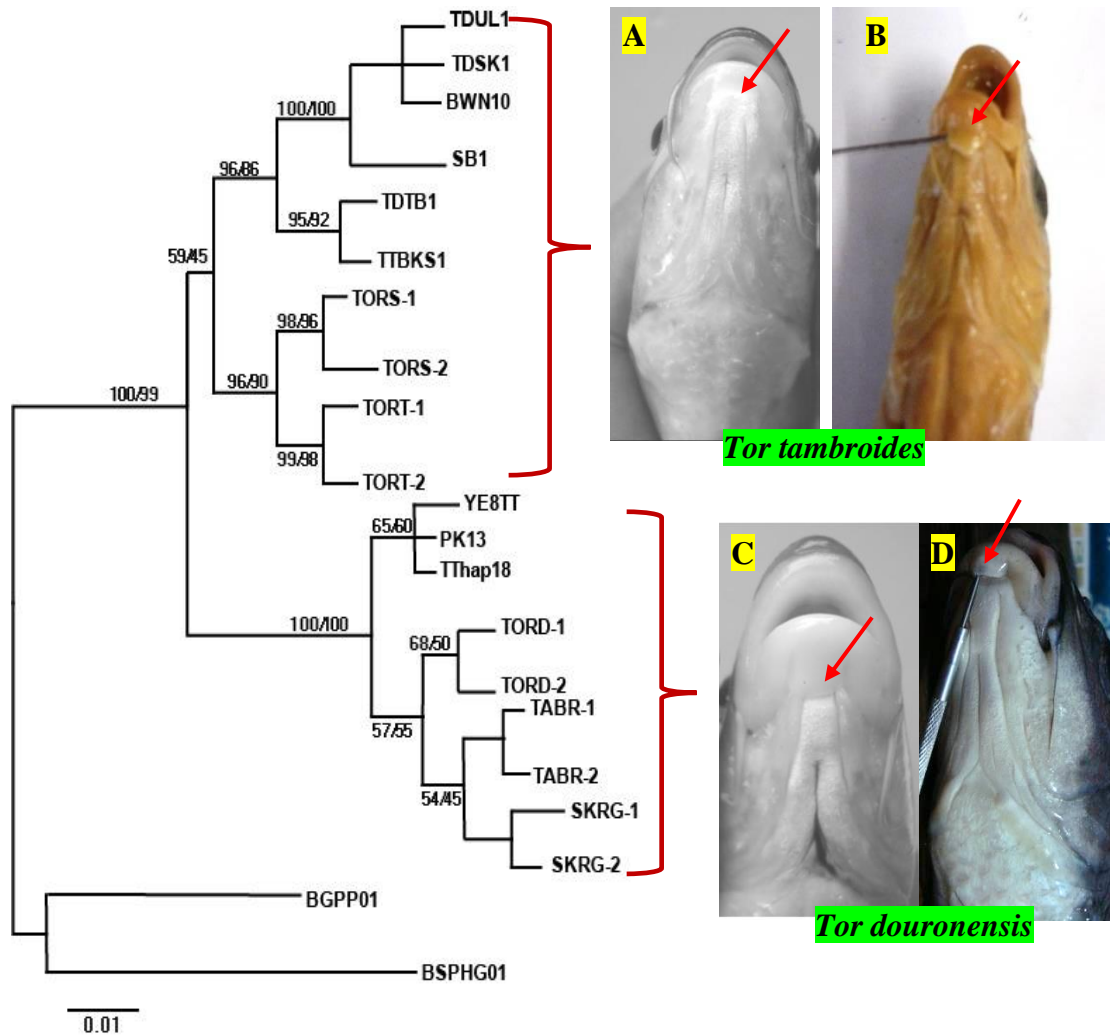 TDUL1
TDSK1
BWN10
100/100
SB1
96/86
TDTB1
95/92
TTBKS1
59/45
TORS-1
98/96
TORS-2
96/90
100/99
TORT-1
99/98
TORT-2
YE8TT
65/60
PK13
TThap18
100/100
TORD-1
68/50
TORD-2
TABR-1
57/55
TABR-2
54/45
SKRG-1
SKRG-2
BGPP01
BSPHG01
0.01
A
B
Tor tambroides
C
D
Tor douronensis